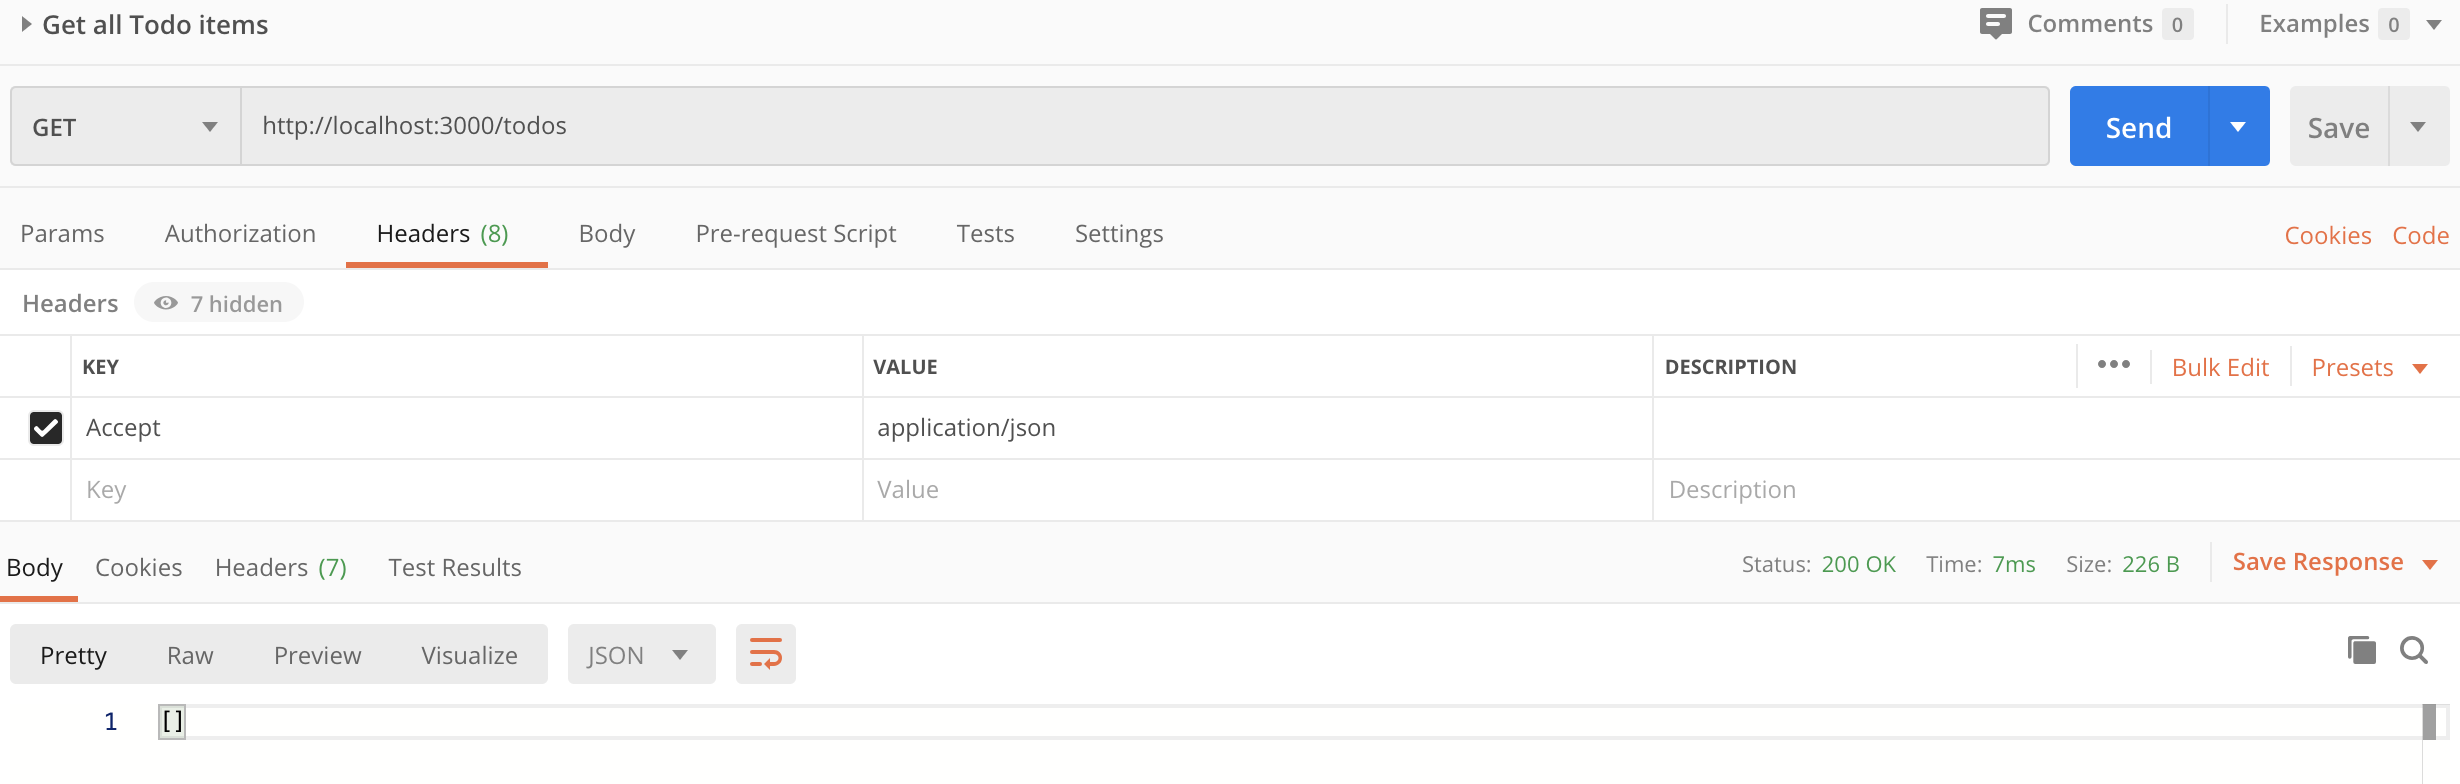 Get all Todo items Comments 0 Examples 0
GET http://localhost:3000/todos Send Save
Params Authorization Headers (8) Body Pre-request Script Tests Settings Cookies Code
Headers 7 hidden
KEY VALUE DESCRIPTION ••• Bulk Edit Presets
Accept application/json
Key Value Description
Body Cookies Headers (7) Test Results Status: 200 OK Time: 7ms Size: 226 B Save Response
Pretty Raw Preview Visualize JSON
1 []